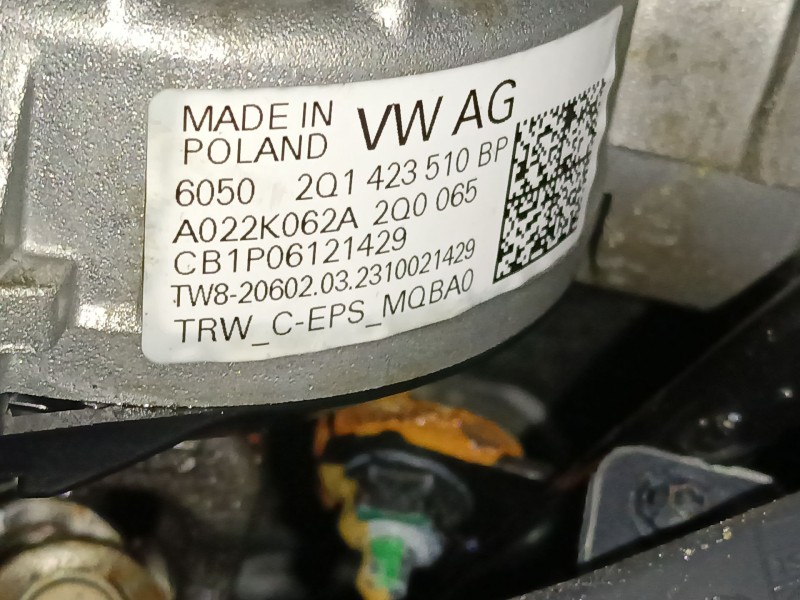 MADE IN VW AG
POLAND
6050 2Q1 423 510 BP
A022K062A 2Q0 065
CB1P06121429
TW8-20602.03.2310021429
TRW_C-EPS_MQBA0